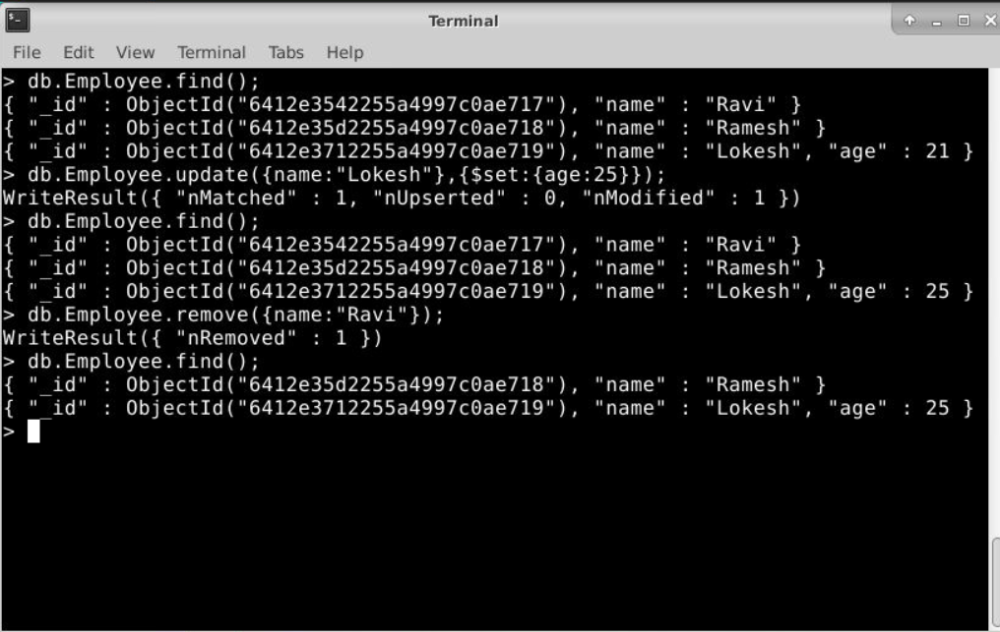 Terminal
File Edit View Terminal Tabs Help
> db.Employee.find();
{ "_id" : ObjectId("6412e3542255a4997c0ae717"), "name" : "Ravi" }
{ "_id" : ObjectId("6412e35d2255a4997c0ae718"), "name" : "Ramesh" }
{ "_id" : ObjectId("6412e3712255a4997c0ae719"), "name" : "Lokesh", "age" : 21 }
> db.Employee.update({name:"Lokesh"},{$set:{age:25}});
WriteResult({ "nMatched" : 1, "nUpserted" : 0, "nModified" : 1 })
> db.Employee.find();
{ "_id" : ObjectId("6412e3542255a4997c0ae717"), "name" : "Ravi" }
{ "_id" : ObjectId("6412e35d2255a4997c0ae718"), "name" : "Ramesh" }
{ "_id" : ObjectId("6412e3712255a4997c0ae719"), "name" : "Lokesh", "age" : 25 }
> db.Employee.remove({name:"Ravi"});
WriteResult({ "nRemoved" : 1 })
> db.Employee.find();
{ "_id" : ObjectId("6412e35d2255a4997c0ae718"), "name" : "Ramesh" }
{ "_id" : ObjectId("6412e3712255a4997c0ae719"), "name" : "Lokesh", "age" : 25 }
>